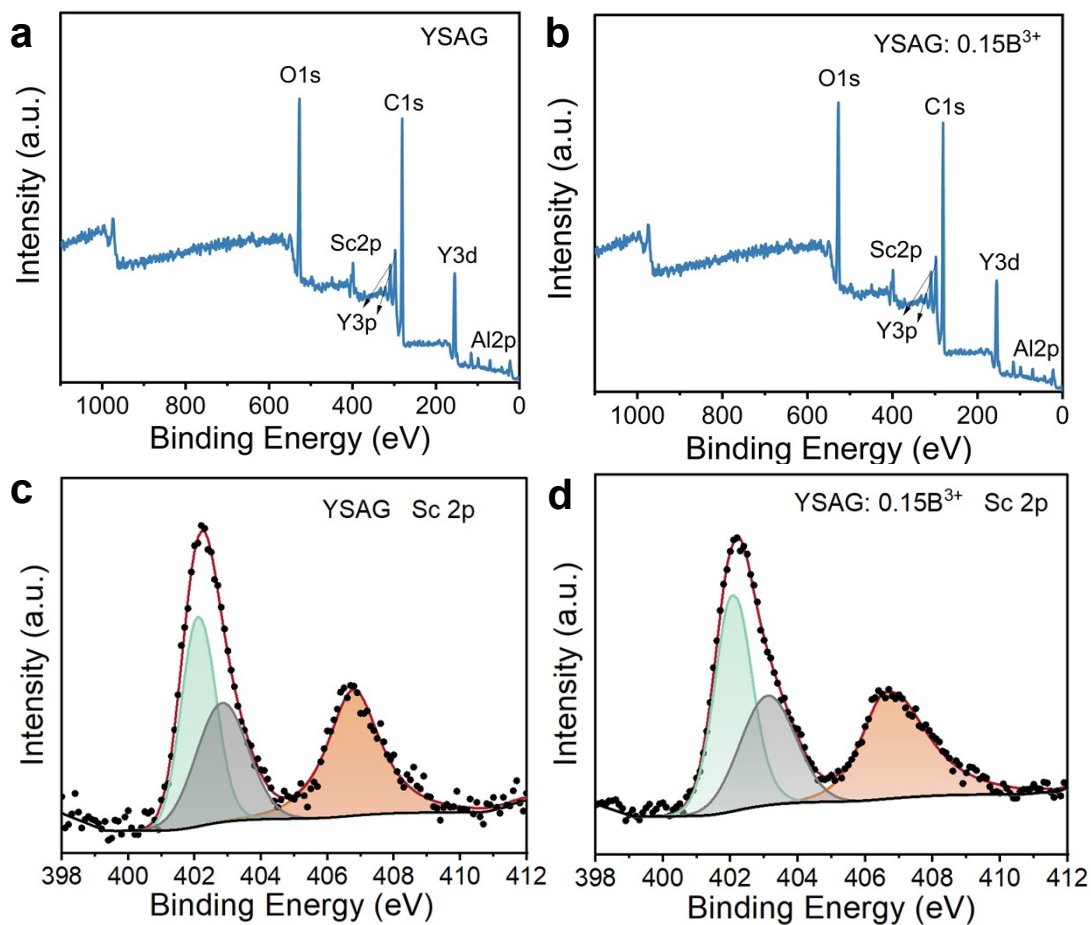 a
YSAG
O1s
C1s
Sc2p
Y3d
Y3p
Al2p
Intensity (a.u.)
1000 800 600 400 200 0
Binding Energy (eV)
b
YSAG: 0.15B³⁺
O1s
C1s
Sc2p
Y3d
Y3p
Al2p
Intensity (a.u.)
1000 800 600 400 200 0
Binding Energy (eV)
c
YSAG Sc 2p
Intensity (a.u.)
398 400 402 404 406 408 410 412
Binding Energy (eV)
d
YSAG: 0.15B³⁺ Sc 2p
Intensity (a.u.)
398 400 402 404 406 408 410 412
Binding Energy (eV)